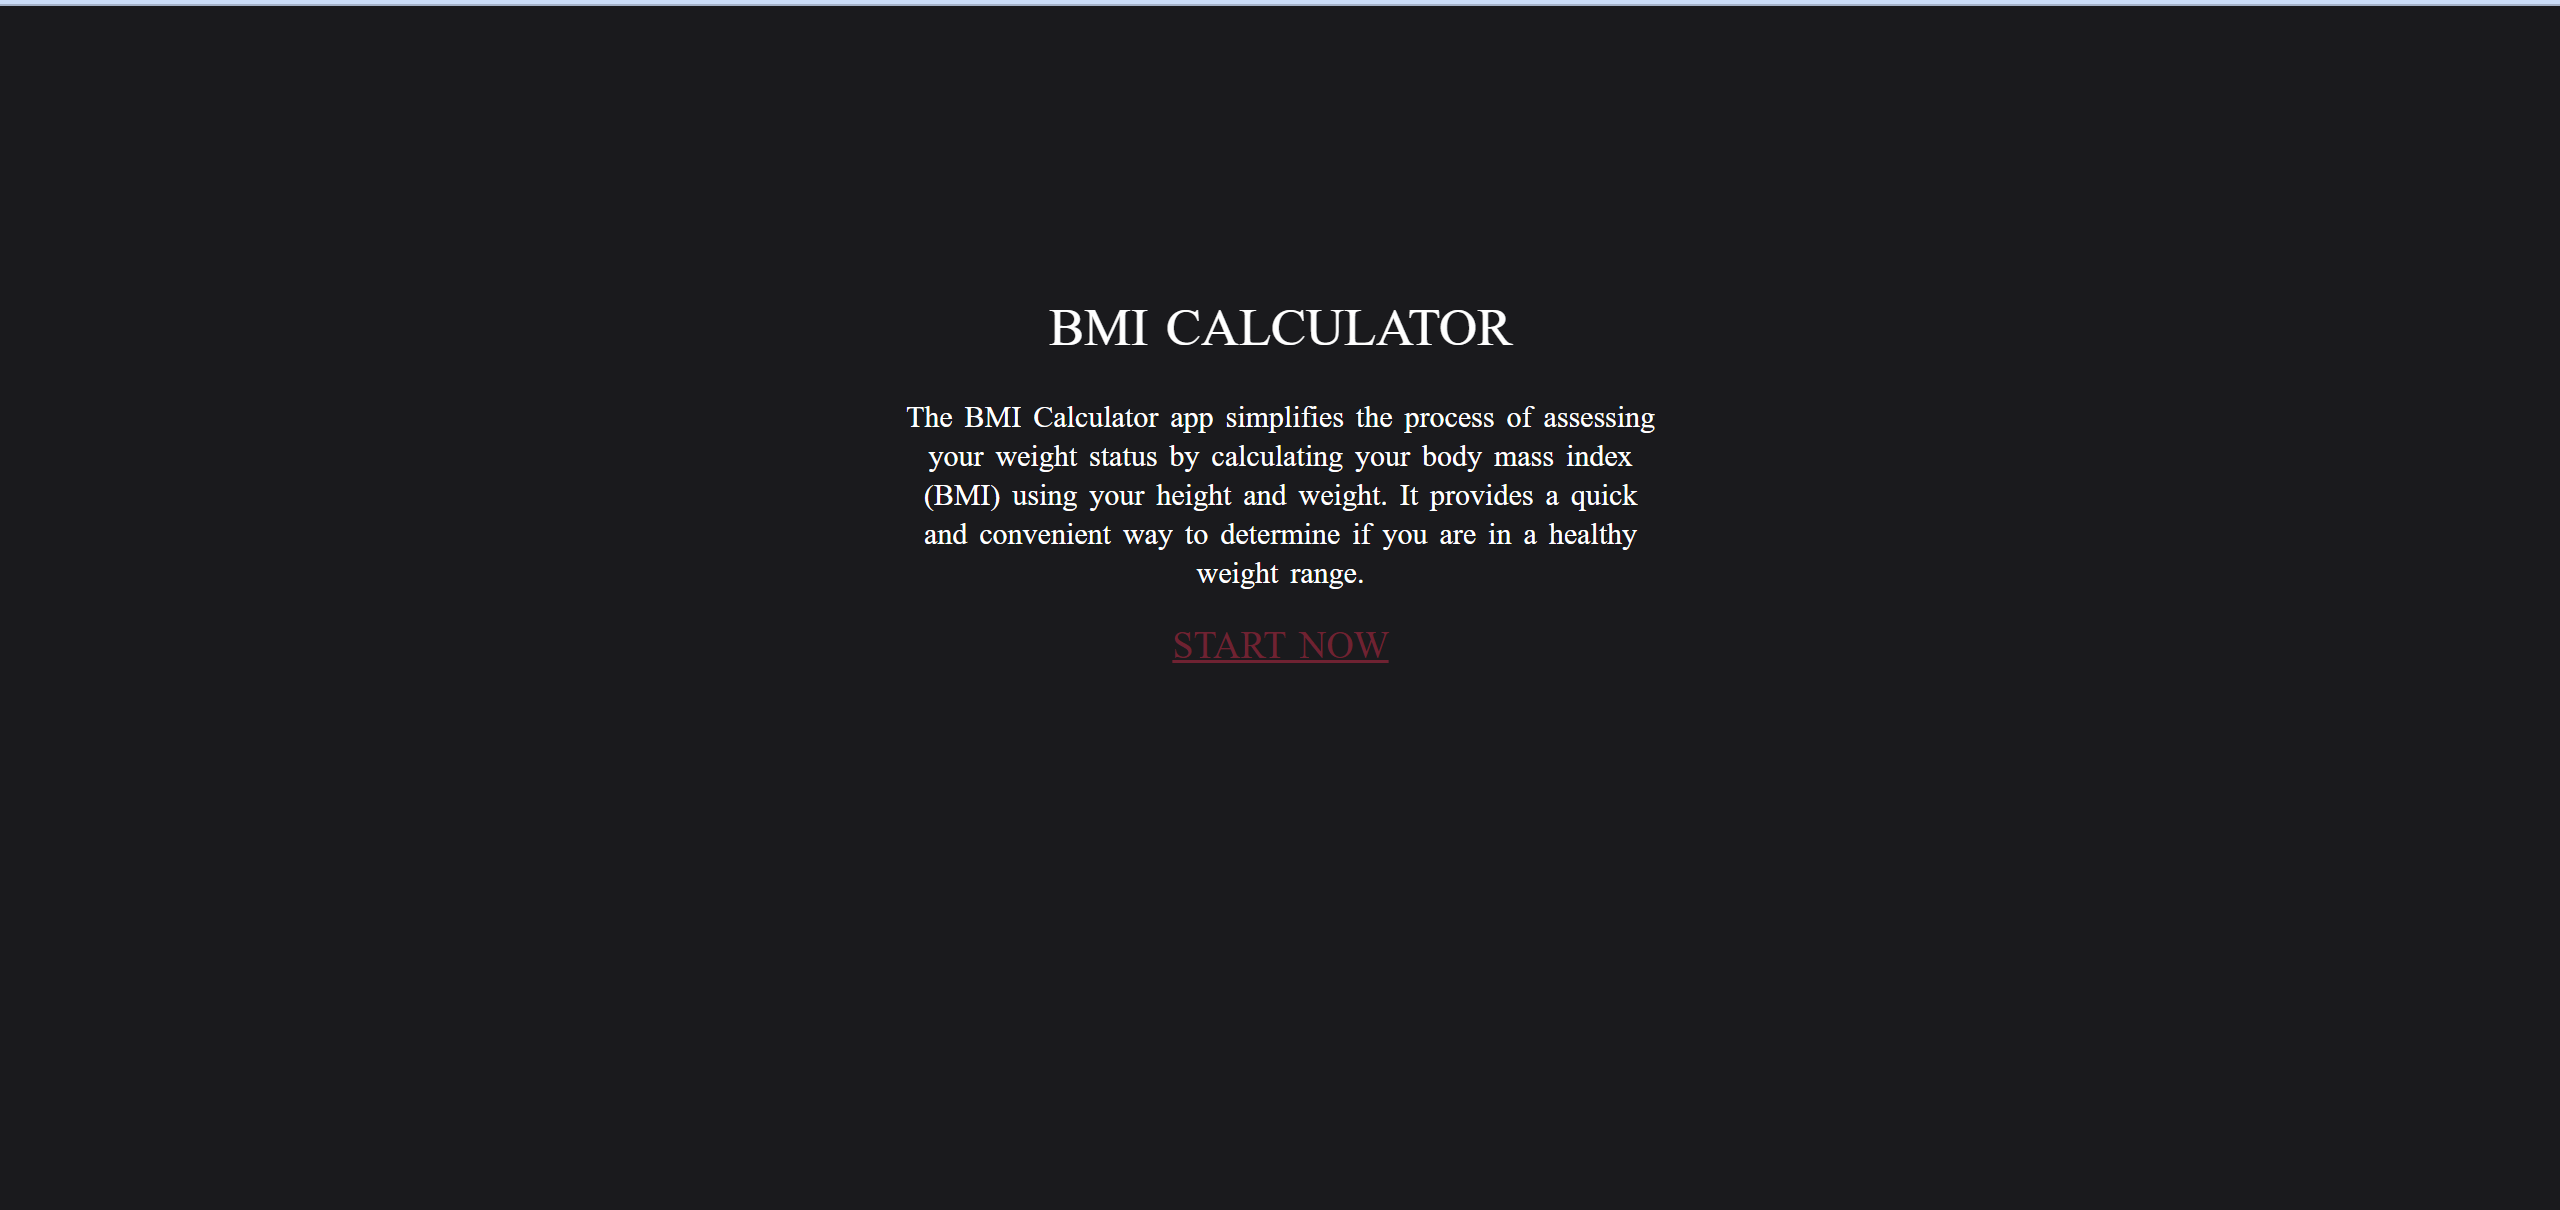 BMI CALCULATOR
The BMI Calculator app simplifies the process of assessing
your weight status by calculating your body mass index
(BMI) using your height and weight. It provides a quick
and convenient way to determine if you are in a healthy
weight range.
START NOW